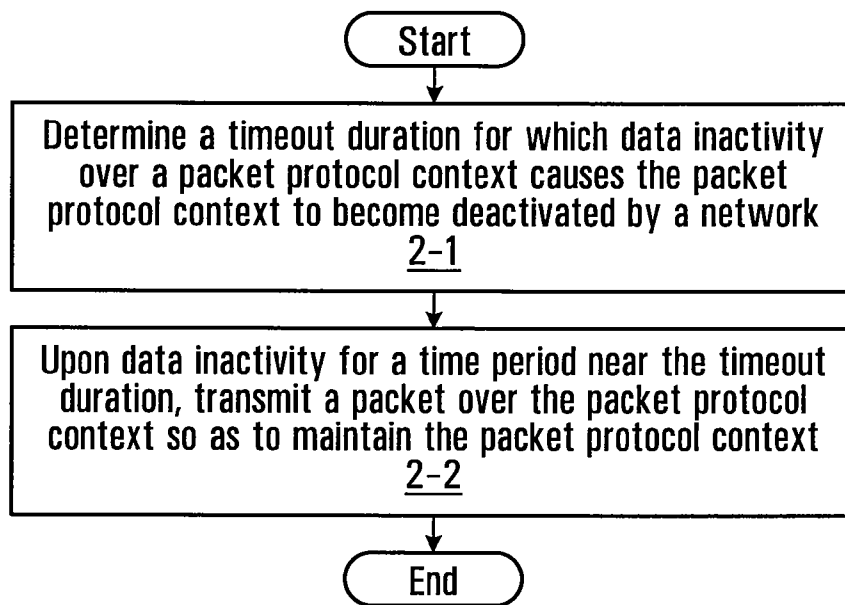 Start
Determine a timeout duration for which data inactivity
over a packet protocol context causes the packet
protocol context to become deactivated by a network
2-1
Upon data inactivity for a time period near the timeout
duration, transmit a packet over the packet protocol
context so as to maintain the packet protocol context
2-2
End